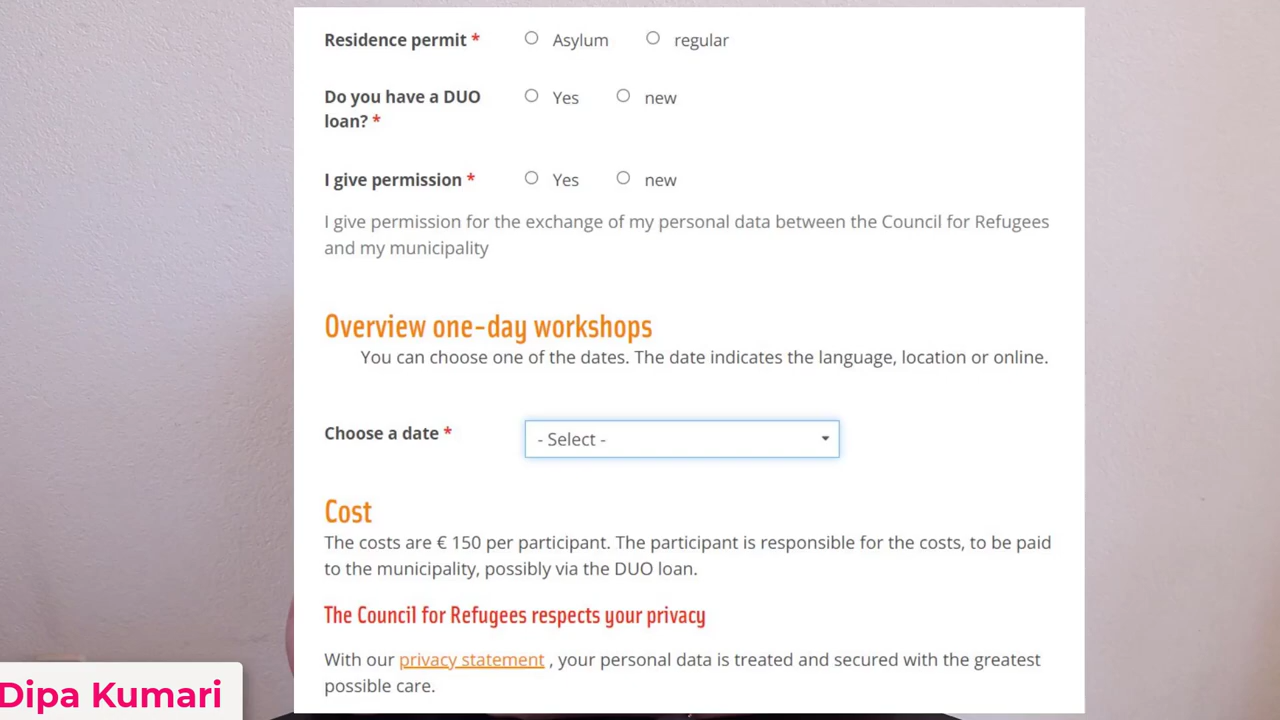 Residence permit * Asylum regular
Do you have a DUO
loan? * Yes new
I give permission * Yes new
I give permission for the exchange of my personal data between the Council for Refugees
and my municipality
Overview one-day workshops
You can choose one of the dates. The date indicates the language, location or online.
Choose a date * - Select -
Cost
The costs are € 150 per participant. The participant is responsible for the costs, to be paid
to the municipality, possibly via the DUO loan.
The Council for Refugees respects your privacy
With our privacy statement , your personal data is treated and secured with the greatest
possible care.
Dipa Kumari